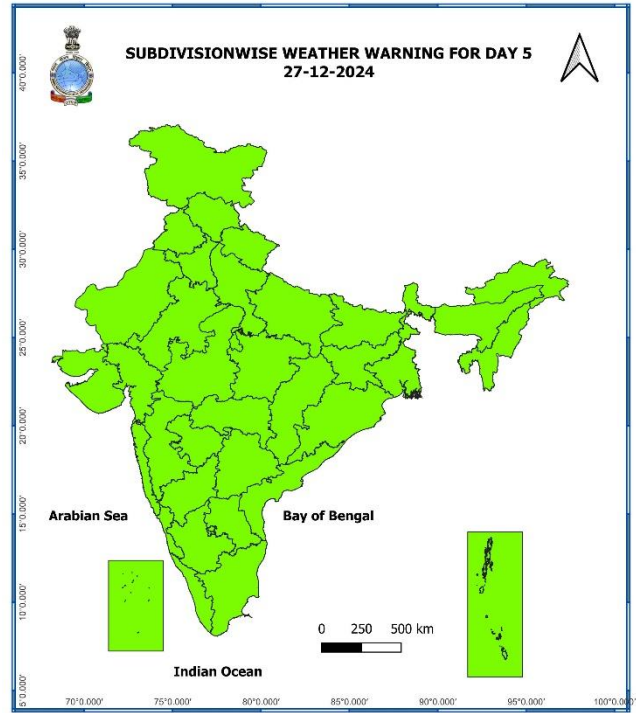 SUBDIVISIONWISE WEATHER WARNING FOR DAY 5
27-12-2024
40°0.000'
35°0.000'
30°0.000'
25°0.000'
20°0.000'
15°0.000'
10°0.000'
5°0.000'
Arabian Sea
Bay of Bengal
0 250 500 km
Indian Ocean
70°0.000' 75°0.000' 80°0.000' 85°0.000' 90°0.000' 95°0.000' 100°0.000'